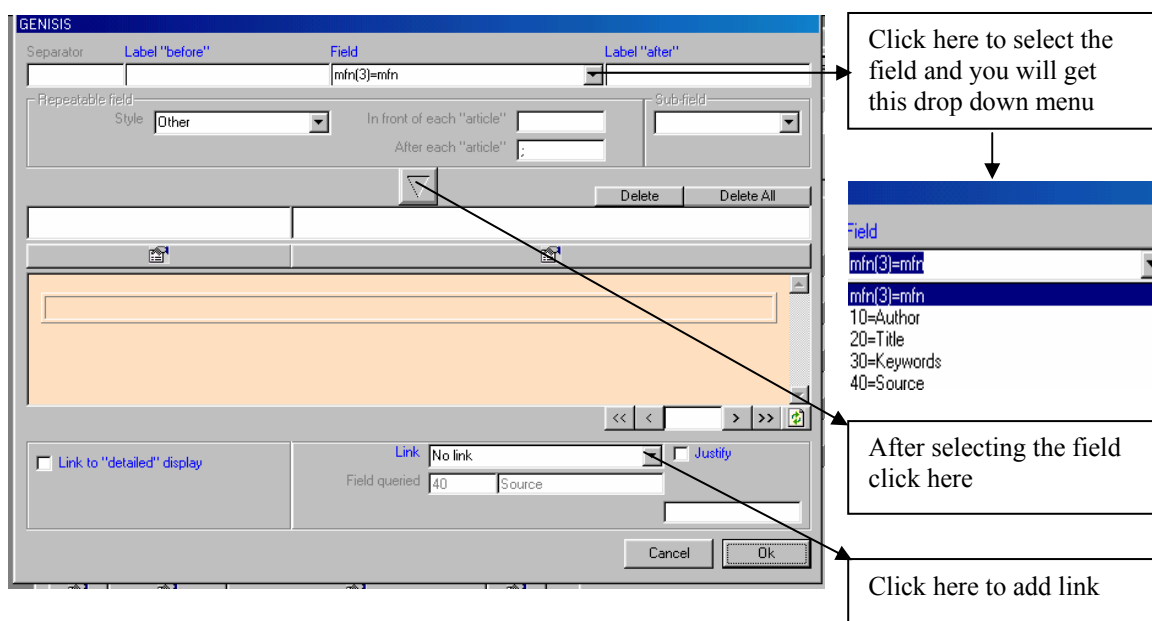 GENISIS
Separator Label "before" Field Label "after"
mfn(3)=mfn
Repeatable field Sub-field
Style Other In front of each "article"
After each "article" ;
Delete Delete All
<< < > >>
Link to "detailed" display
Link No link Justify
Field queried 40 Source
Cancel Ok
Click here to select the
field and you will get
this drop down menu
Field
mfn(3)=mfn
mfn(3)=mfn
10=Author
20=Title
30=Keywords
40=Source
After selecting the field
click here
Click here to add link